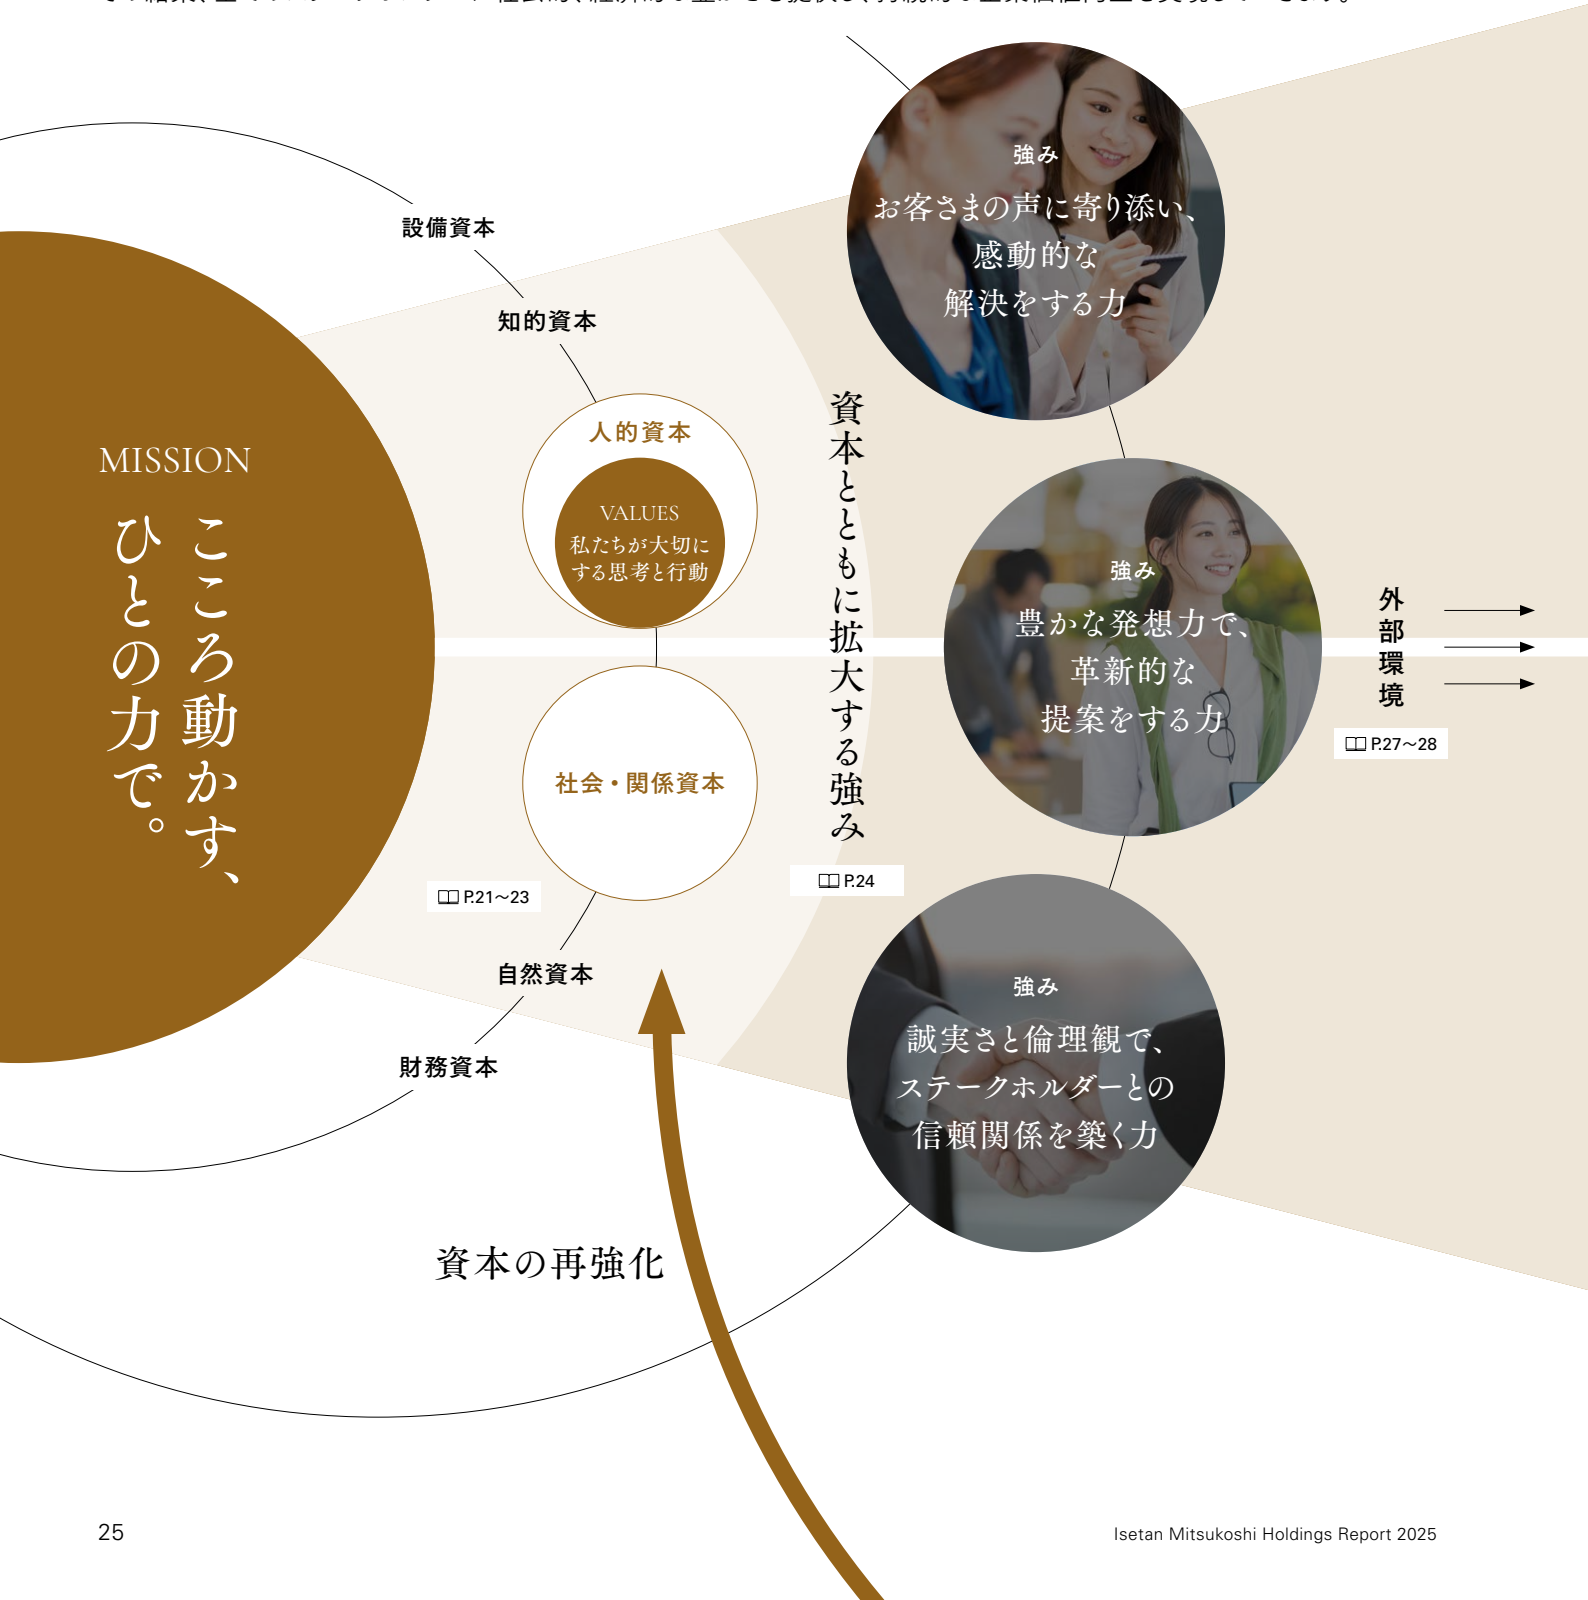 設備資本
知的資本
人的資本
VALUES
私たちが大切に
する思考と行動
社会・関係資本
自然資本
財務資本
P.21〜23
MISSION
こころ動かす、
ひとの力で。
資本とともに拡大する強み
P.24
強み
お客さまの声に寄り添い、
感動的な
解決をする力
強み
豊かな発想力で、
革新的な
提案をする力
強み
誠実さと倫理観で、
ステークホルダーとの
信頼関係を築く力
外部環境
P.27〜28
資本の再強化
25
Isetan Mitsukoshi Holdings Report 2025